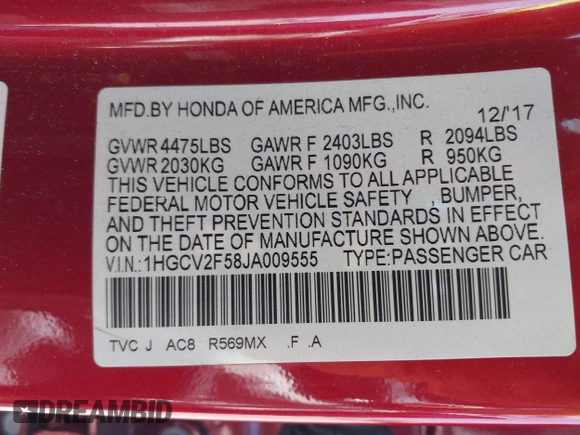 MFD.BY HONDA OF AMERICA MFG.,INC.
12/'17
GVWR 4475LBS GAWR F 2403LBS R 2094LBS
GVWR 2030KG GAWR F 1090KG R 950KG
THIS VEHICLE CONFORMS TO ALL APPLICABLE
FEDERAL MOTOR VEHICLE SAFETY , BUMPER,
AND THEFT PREVENTION STANDARDS IN EFFECT
ON THE DATE OF MANUFACTURE SHOWN ABOVE.
V.I.N.:1HGCV2F58JA009555 TYPE:PASSENGER CAR
TVC J AC8 R569MX .F .A
DREAMBID